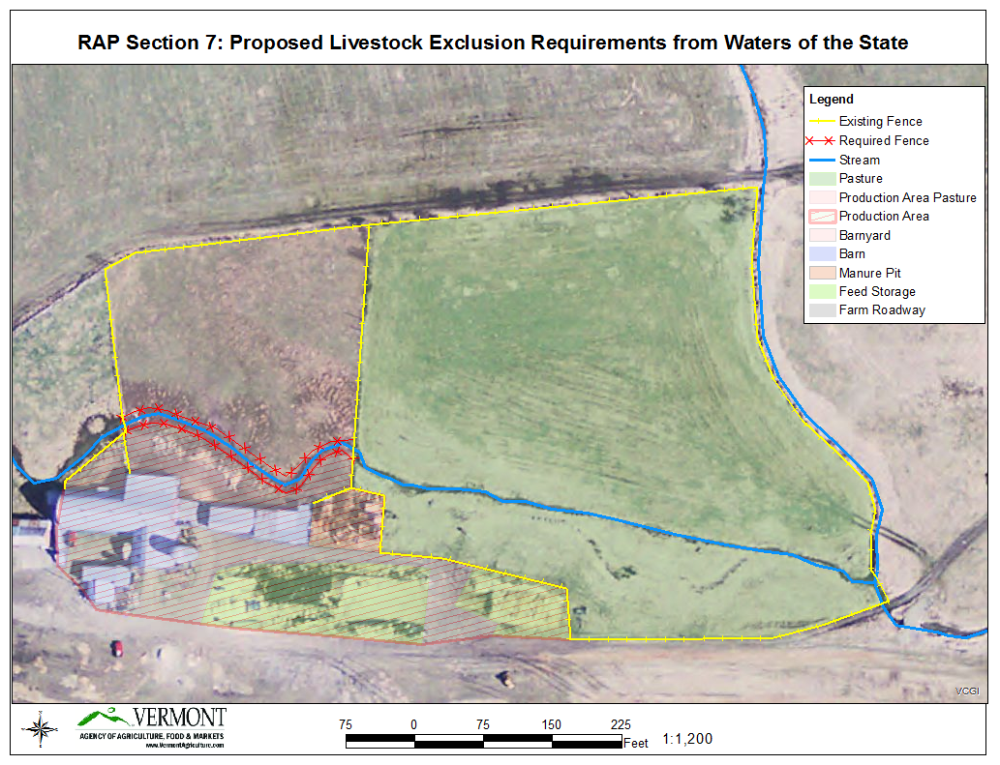 RAP Section 7: Proposed Livestock Exclusion Requirements from Waters of the State
Legend
Existing Fence
Required Fence
Stream
Pasture
Production Area Pasture
Production Area
Barnyard
Barn
Manure Pit
Feed Storage
Farm Roadway
VCGI
VERMONT
AGENCY OF AGRICULTURE, FOOD & MARKETS
www.VermontAgriculture.com
75 0 75 150 225
Feet 1:1,200